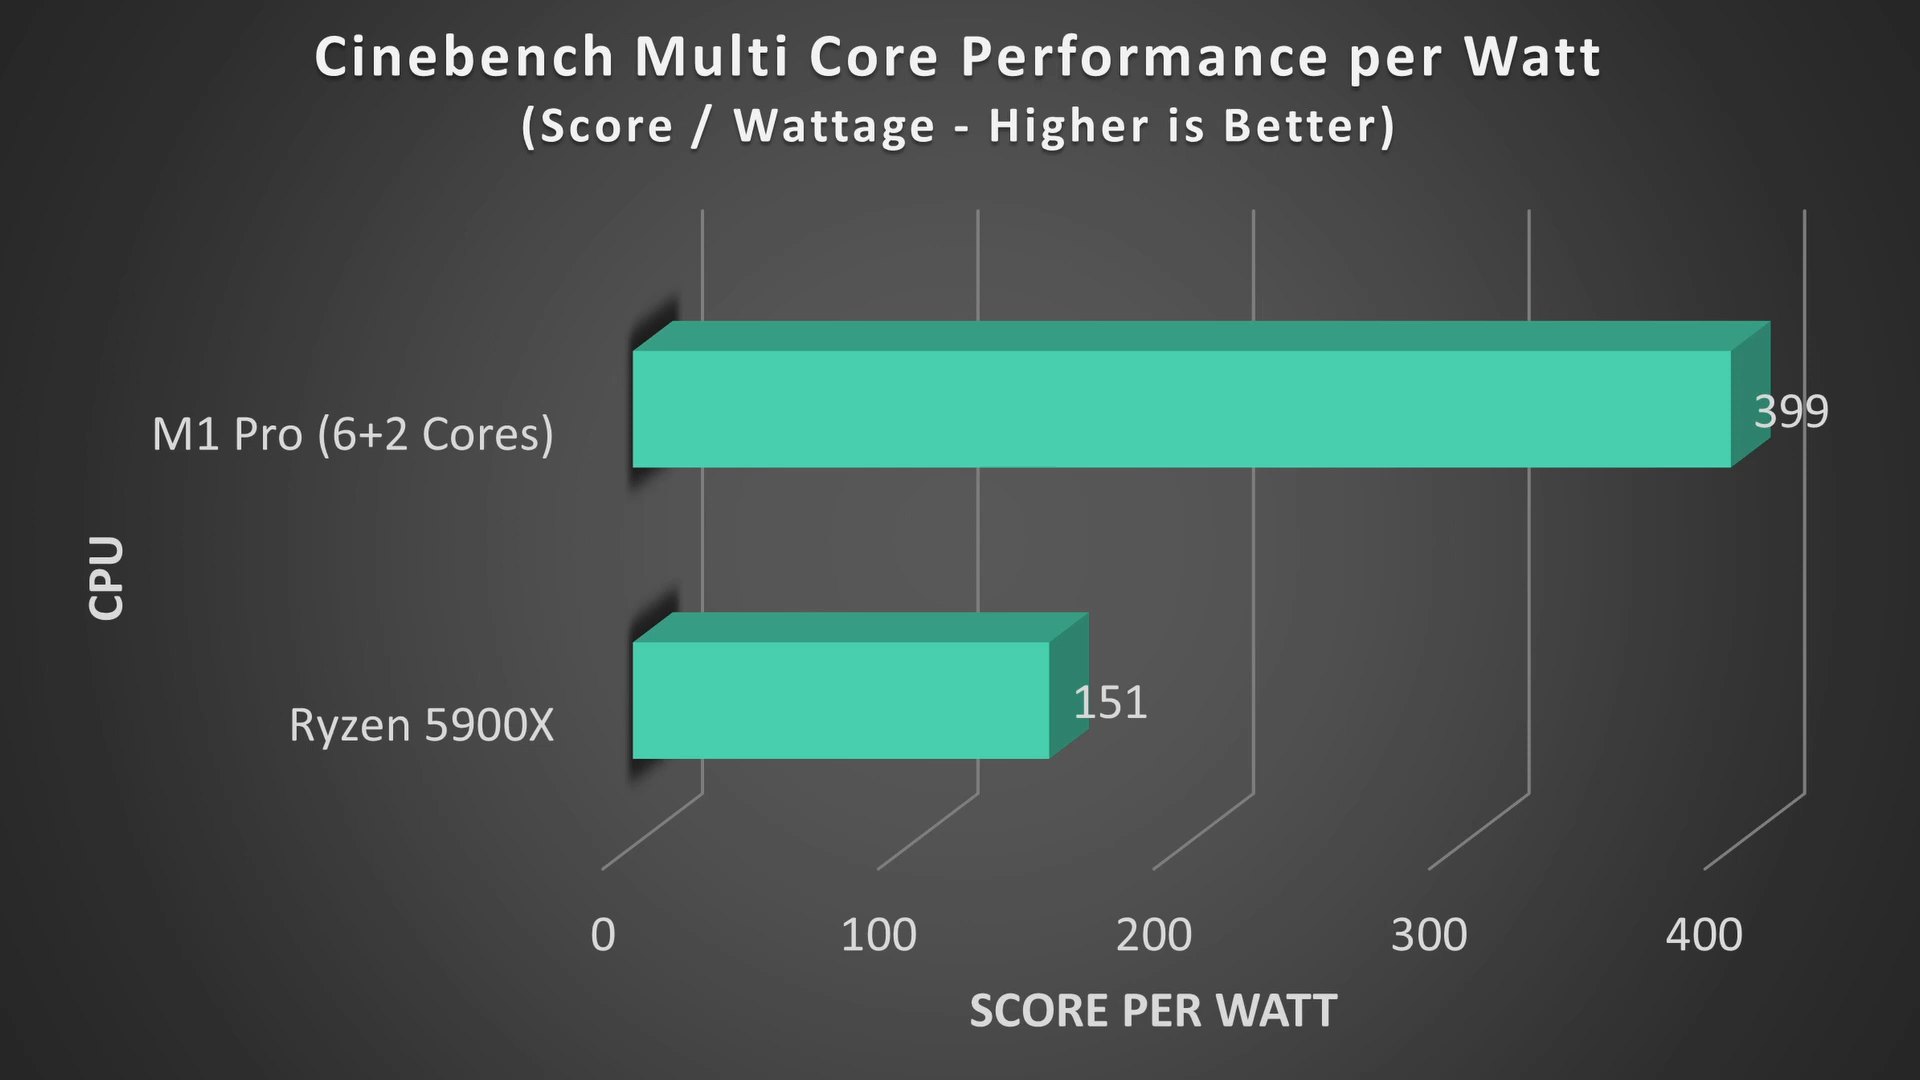 Cinebench Multi Core Performance per Watt
(Score / Wattage - Higher is Better)
M1 Pro (6+2 Cores)
399
CPU
Ryzen 5900X
151
0
100
200
300
400
SCORE PER WATT